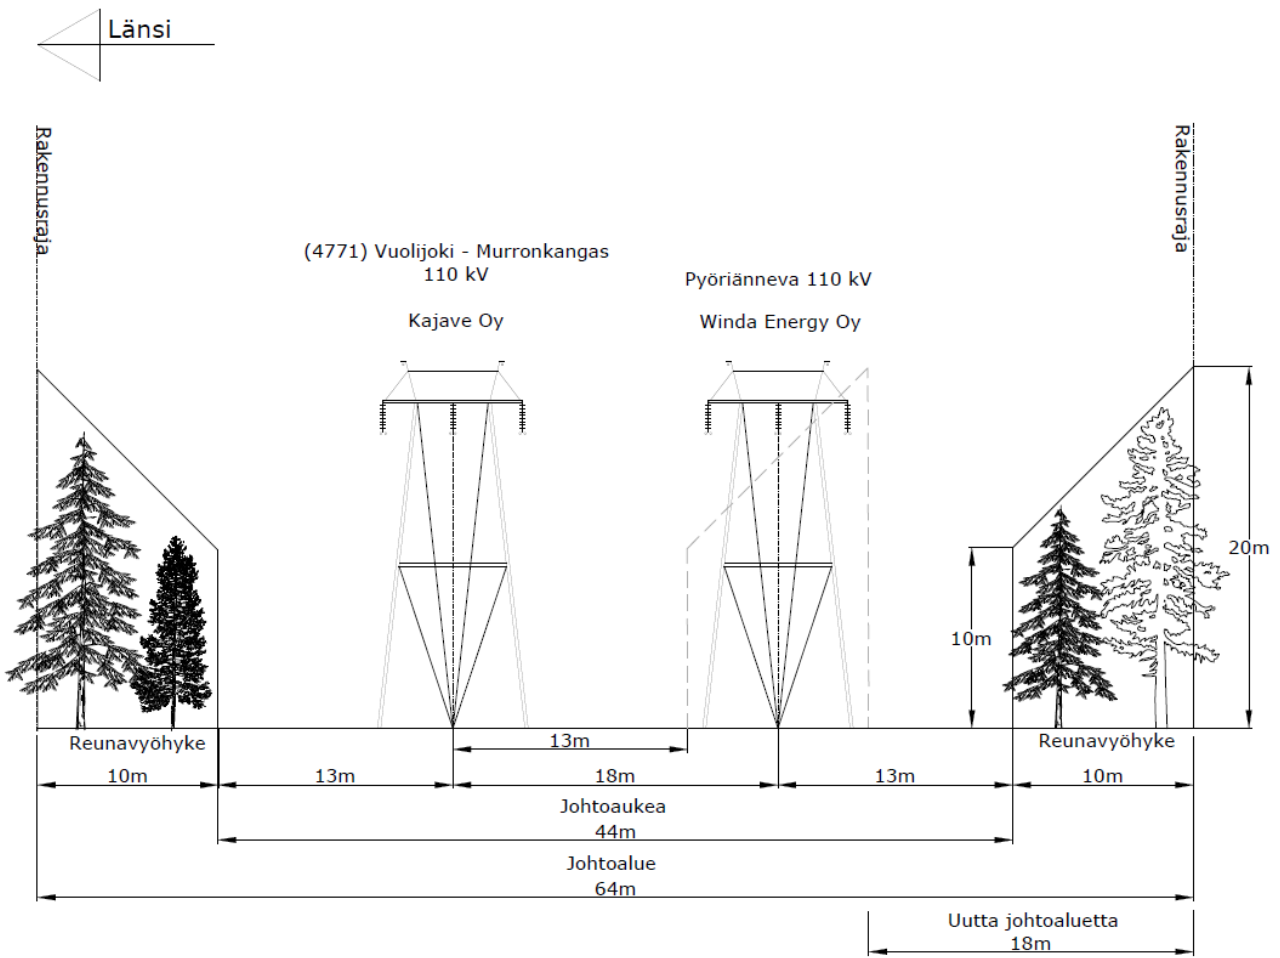 Länsi
Rakennusraja
Rakennusraja
(4771) Vuolijoki - Murronkangas
110 kV
Kajave Oy
Pyöriänneva 110 kV
Winda Energy Oy
20m
10m
Reunavyöhyke
13m
Reunavyöhyke
10m
13m
18m
13m
10m
Johtoaukea
44m
Johtoalue
64m
Uutta johtoaluetta
18m